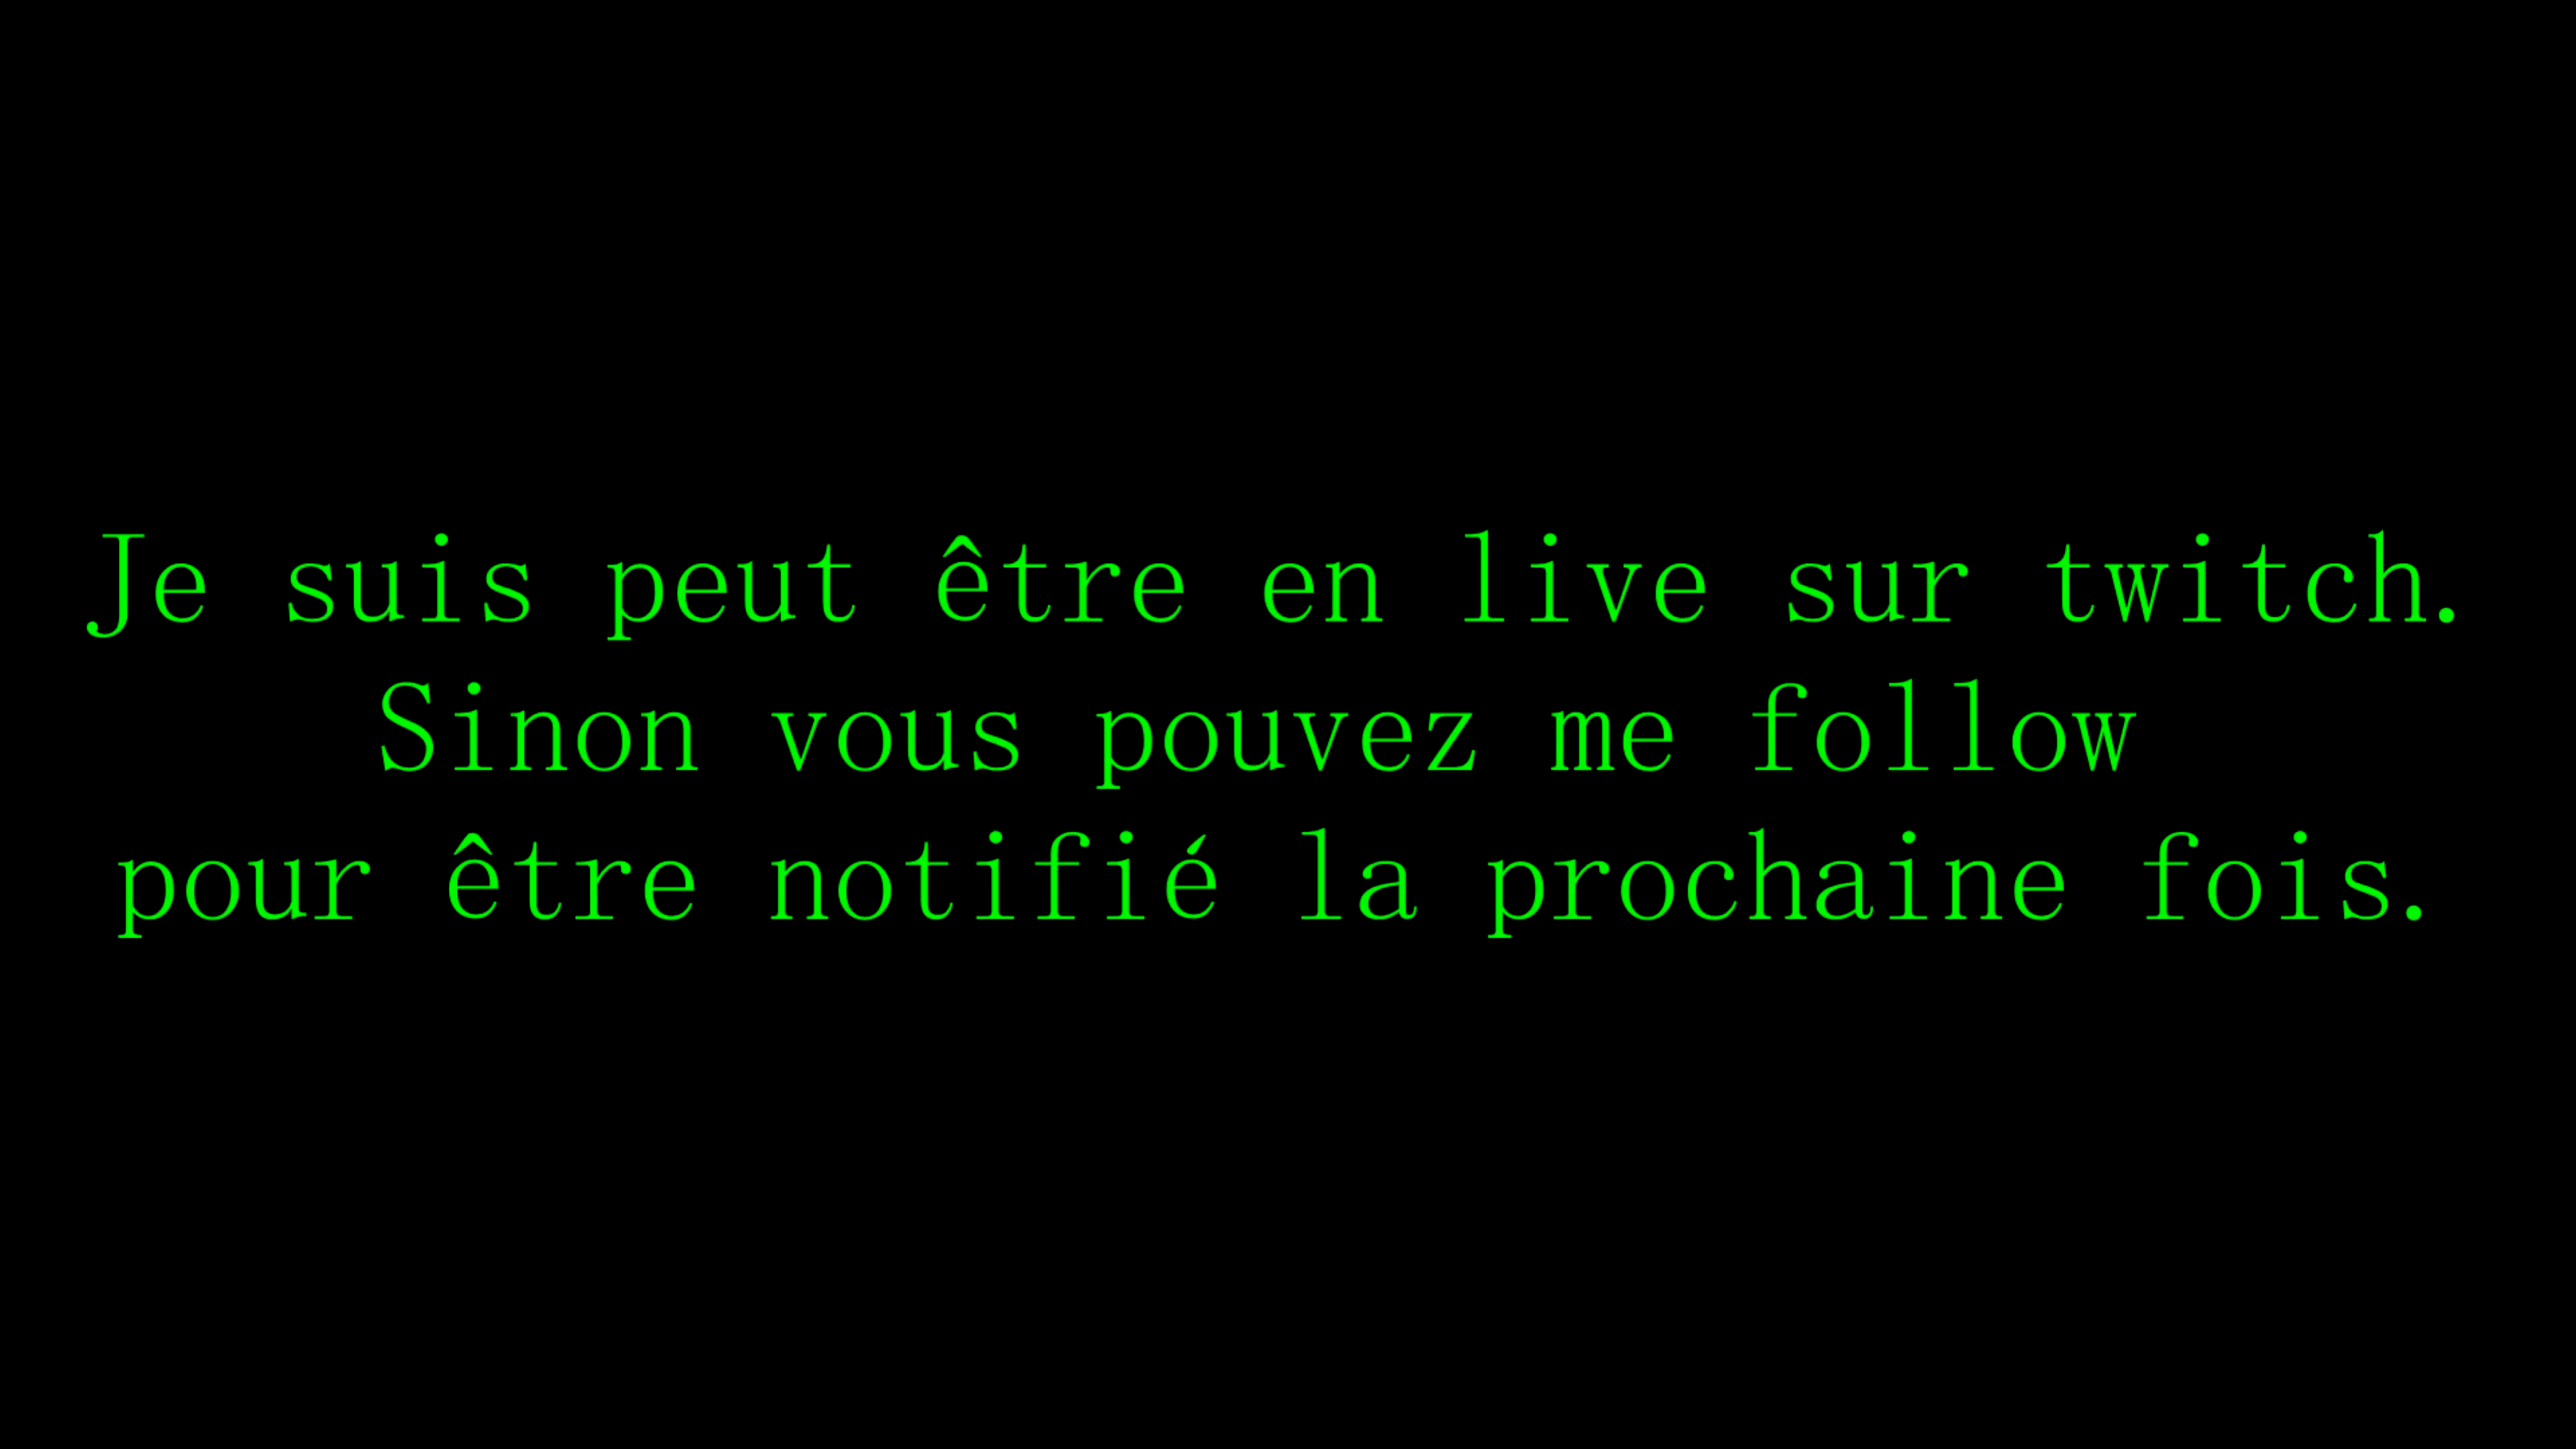 Je suis peut être en live sur twitch.
Sinon vous pouvez me follow
pour être notifié la prochaine fois.